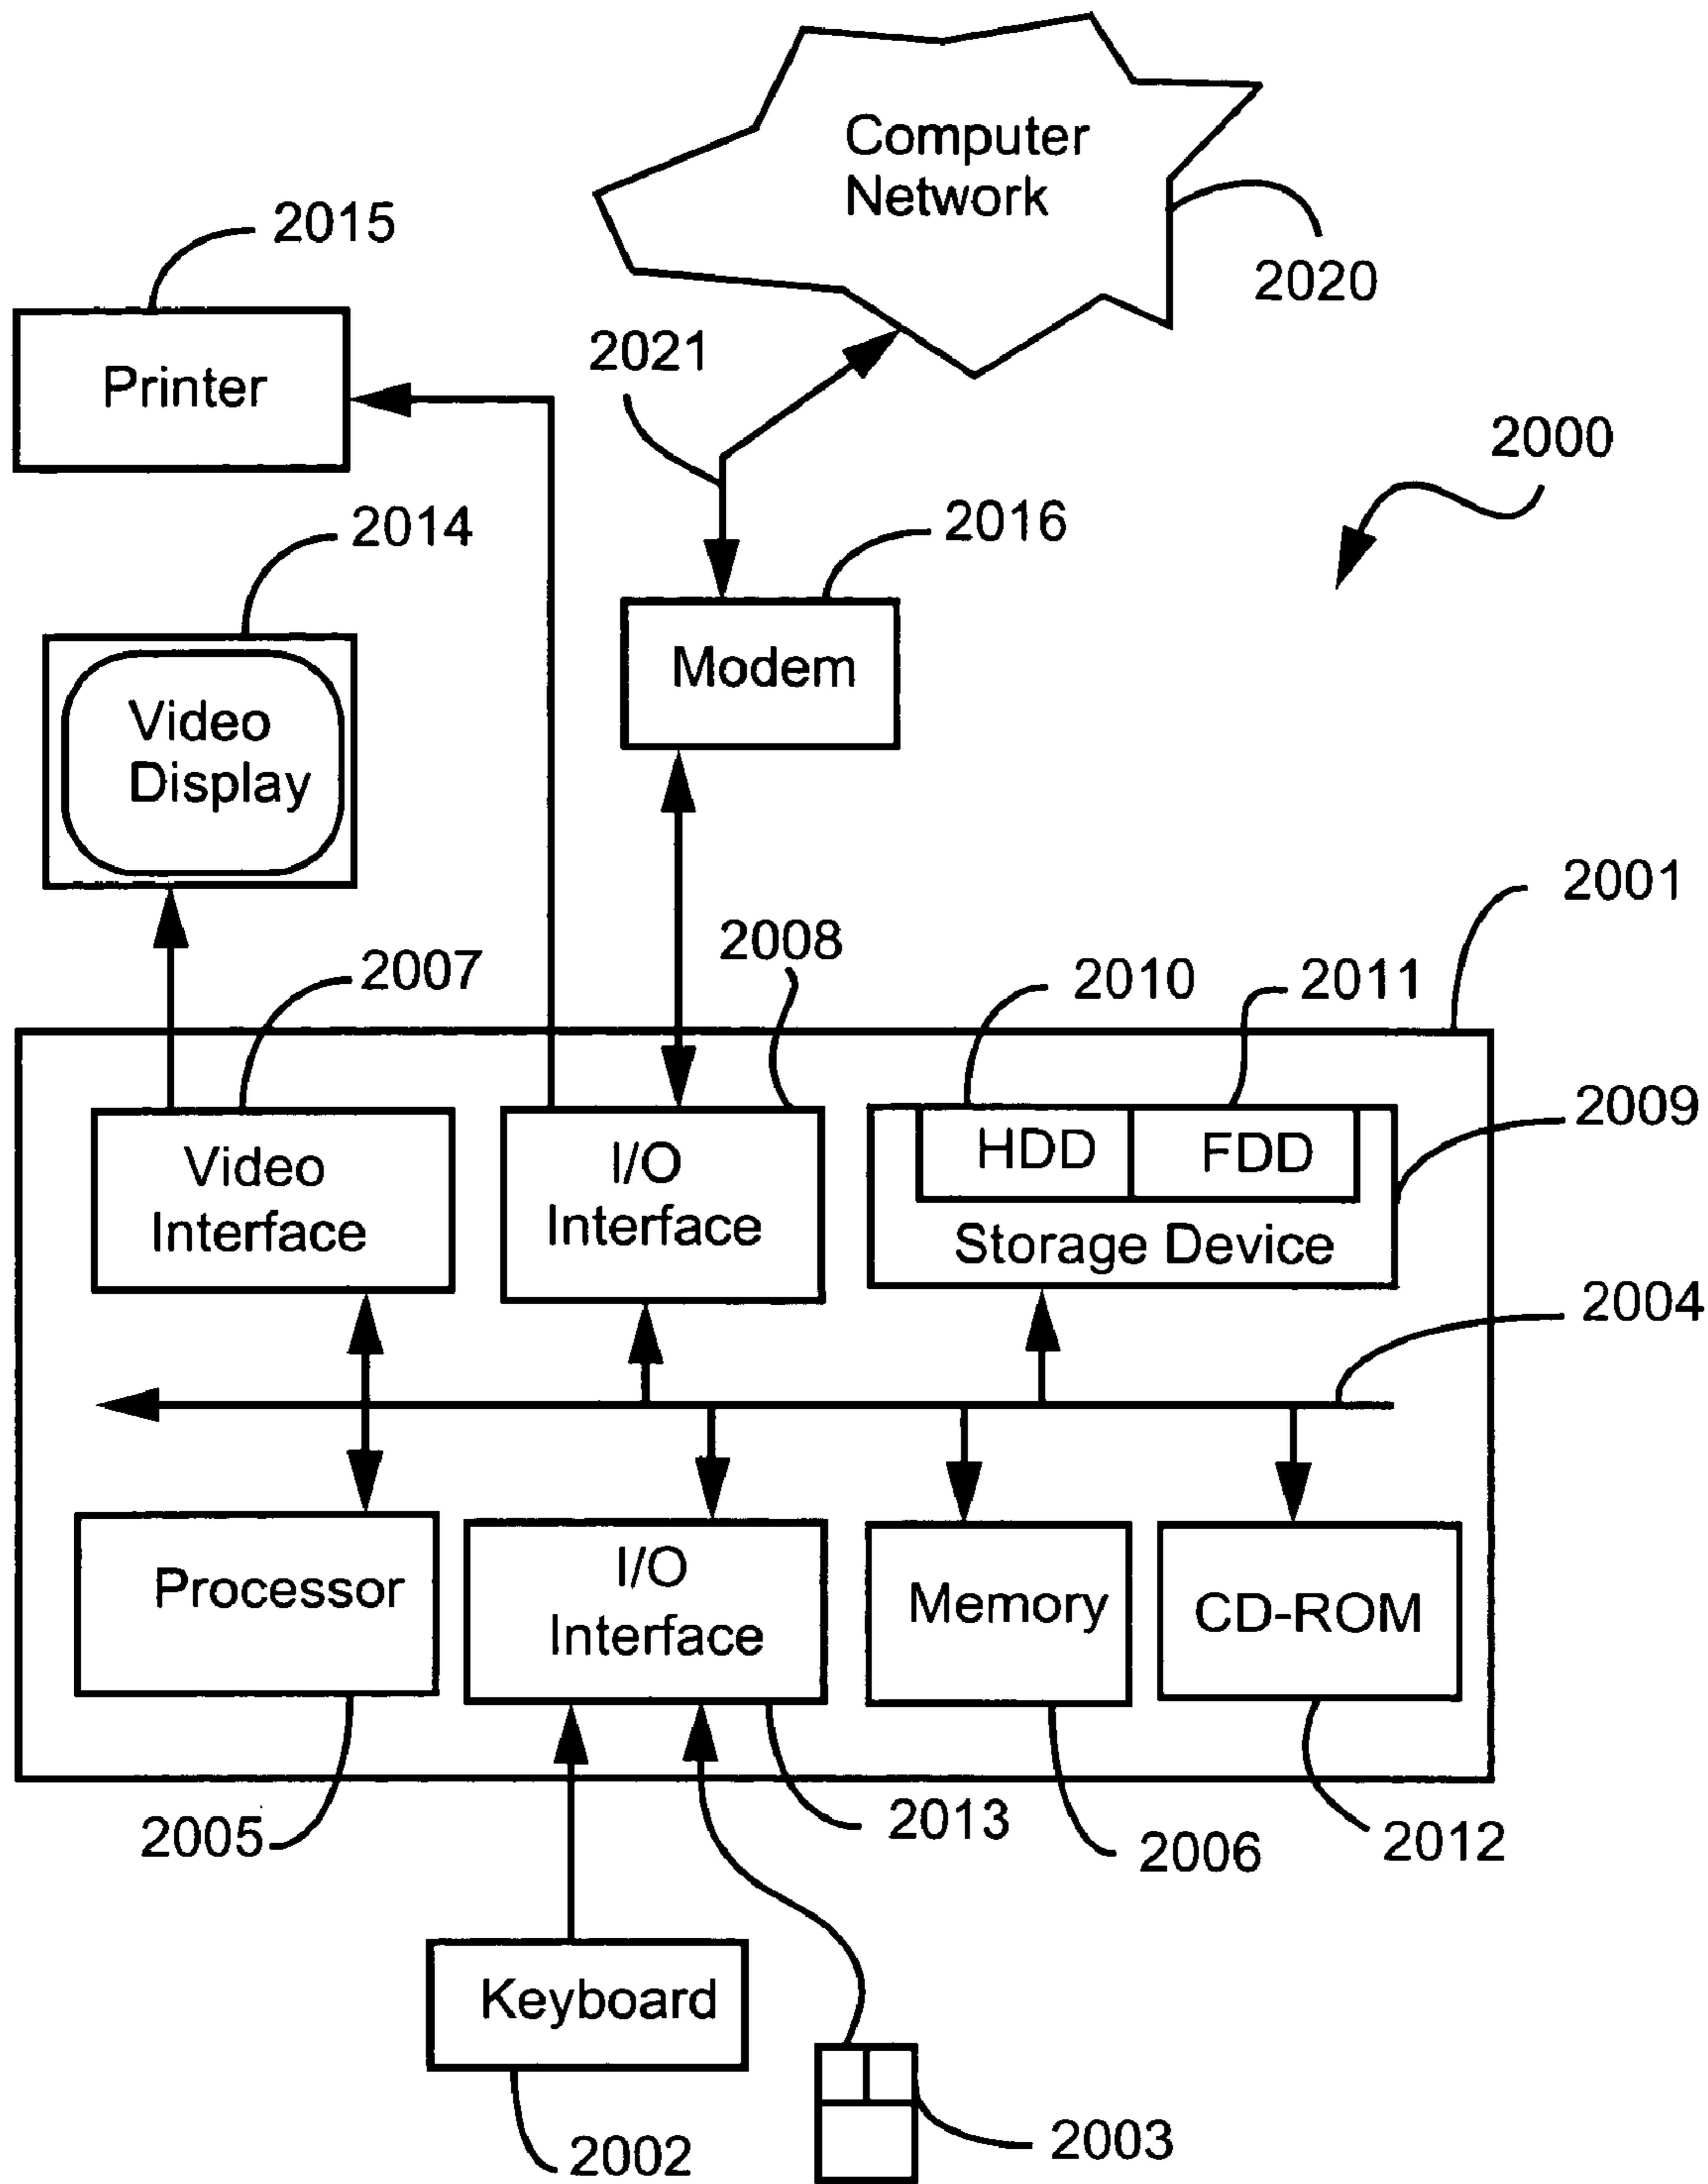 Computer
Network
2015
2020
2021
Printer
2000
2014
2016
Modem
Video
Display
2001
2008
2007
2010
2011
2009
HDD
FDD
I/O
Interface
Video
Interface
Storage Device
2004
I/O
Interface
Processor
Memory
CD-ROM
2005
2013
2006
2012
Keyboard
2003
2002